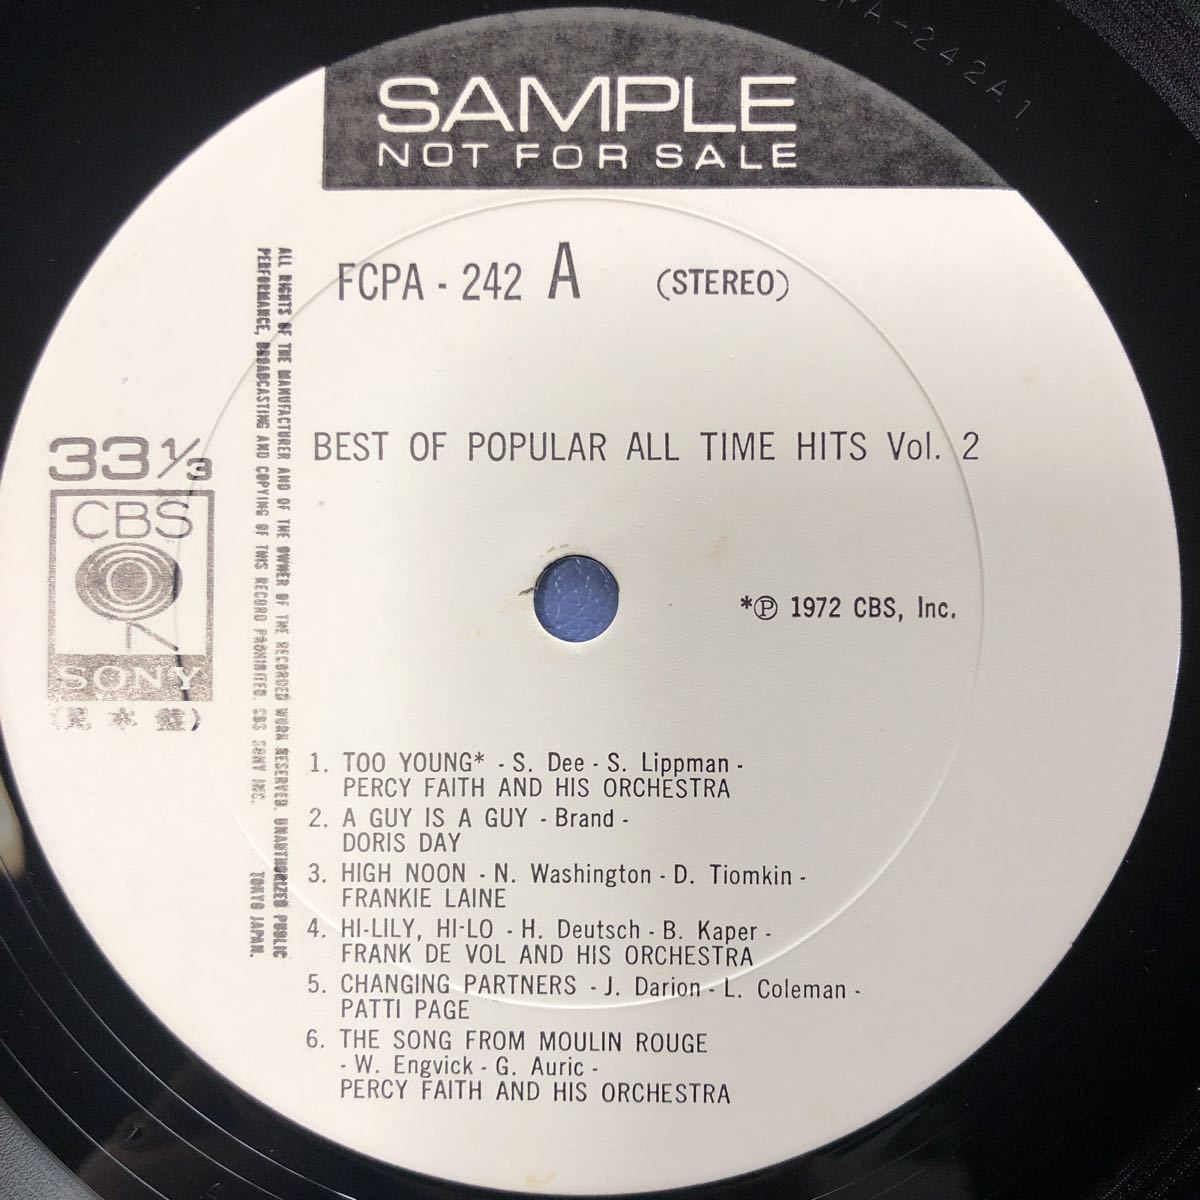 SAMPLE
NOT FOR SALE
FCPA - 242 A (STEREO)
BEST OF POPULAR ALL TIME HITS Vol. 2
33 1/3
CBS
SONY
(見本盤)
*Ⓟ 1972 CBS, Inc.
1. TOO YOUNG* - S. Dee - S. Lippman -
PERCY FAITH AND HIS ORCHESTRA
2. A GUY IS A GUY - Brand -
DORIS DAY
3. HIGH NOON - N. Washington - D. Tiomkin -
FRANKIE LAINE
4. HI-LILY, HI-LO - H. Deutsch - B. Kaper -
FRANK DE VOL AND HIS ORCHESTRA
5. CHANGING PARTNERS - J. Darion - L. Coleman -
PATTI PAGE
6. THE SONG FROM MOULIN ROUGE
- W. Engvick - G. Auric -
PERCY FAITH AND HIS ORCHESTRA
ALL RIGHTS OF THE MANUFACTURER AND OF THE OWNER OF THE RECORDED WORK RESERVED. UNAUTHORIZED PUBLIC
PERFORMANCE, BROADCASTING AND COPYING OF THIS RECORD PROHIBITED. CBS SONY INC. TOKYO JAPAN.
PA-242A1